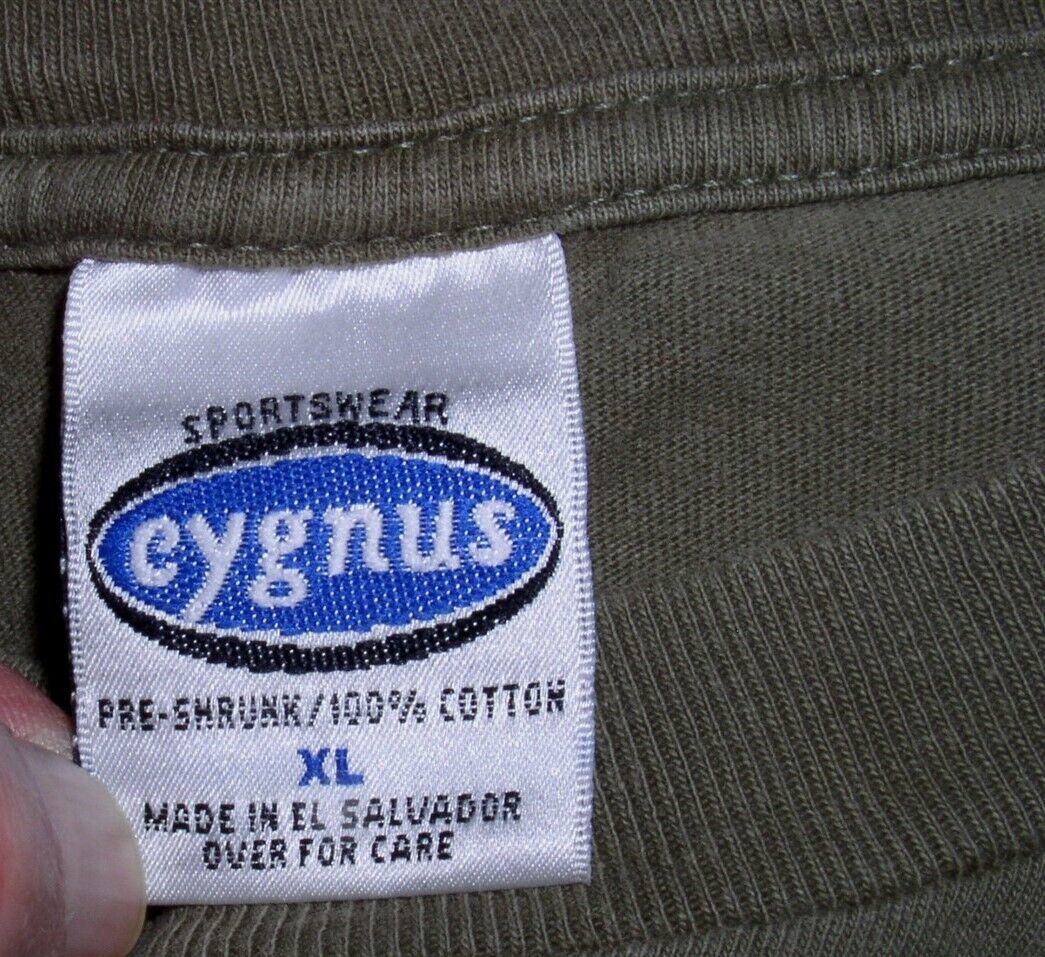 SPORTSWEAR
cygnus
PRE-SHRUNK/100% COTTON
XL
MADE IN EL SALVADOR
OVER FOR CARE